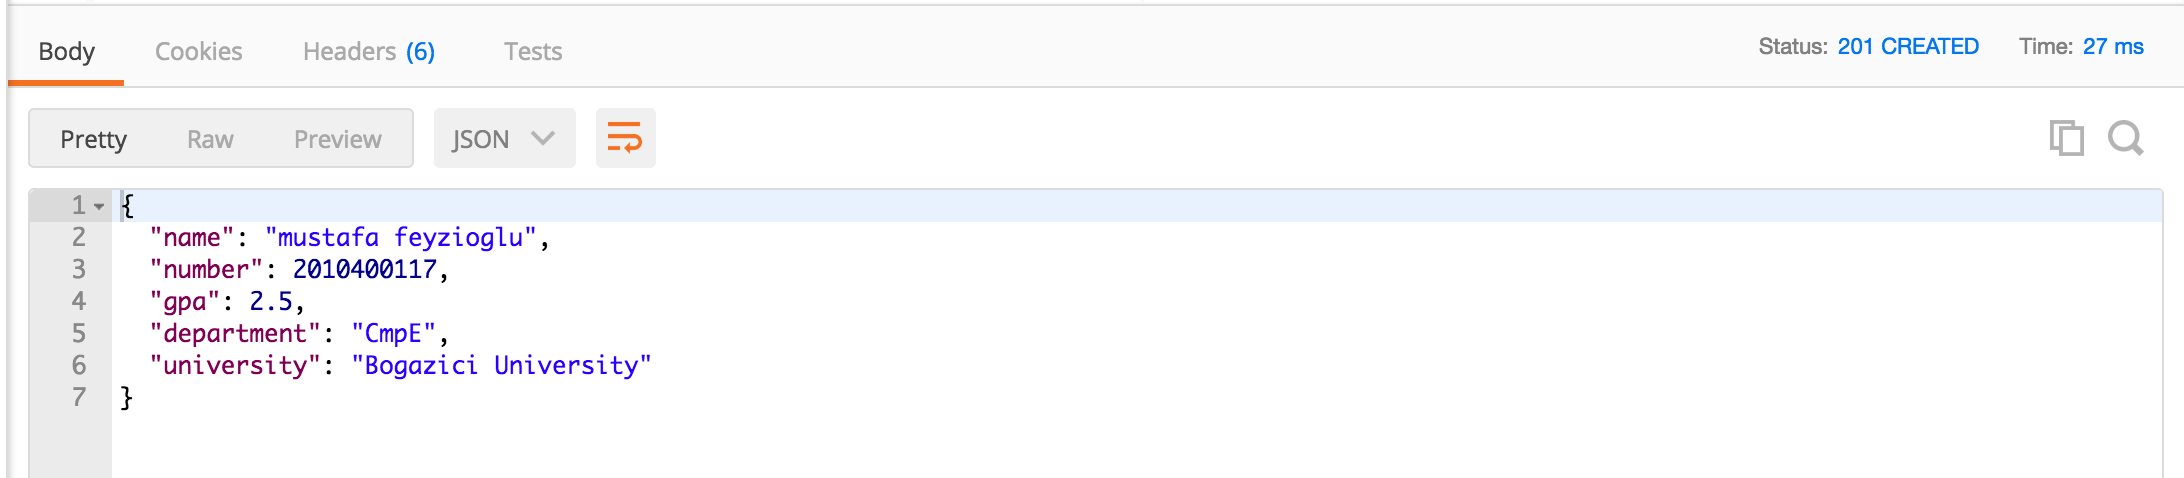 Body Cookies Headers (6) Tests Status: 201 CREATED Time: 27 ms
Pretty Raw Preview JSON
1 {
2 "name": "mustafa feyzioglu",
3 "number": 2010400117,
4 "gpa": 2.5,
5 "department": "CmpE",
6 "university": "Bogazici University"
7 }